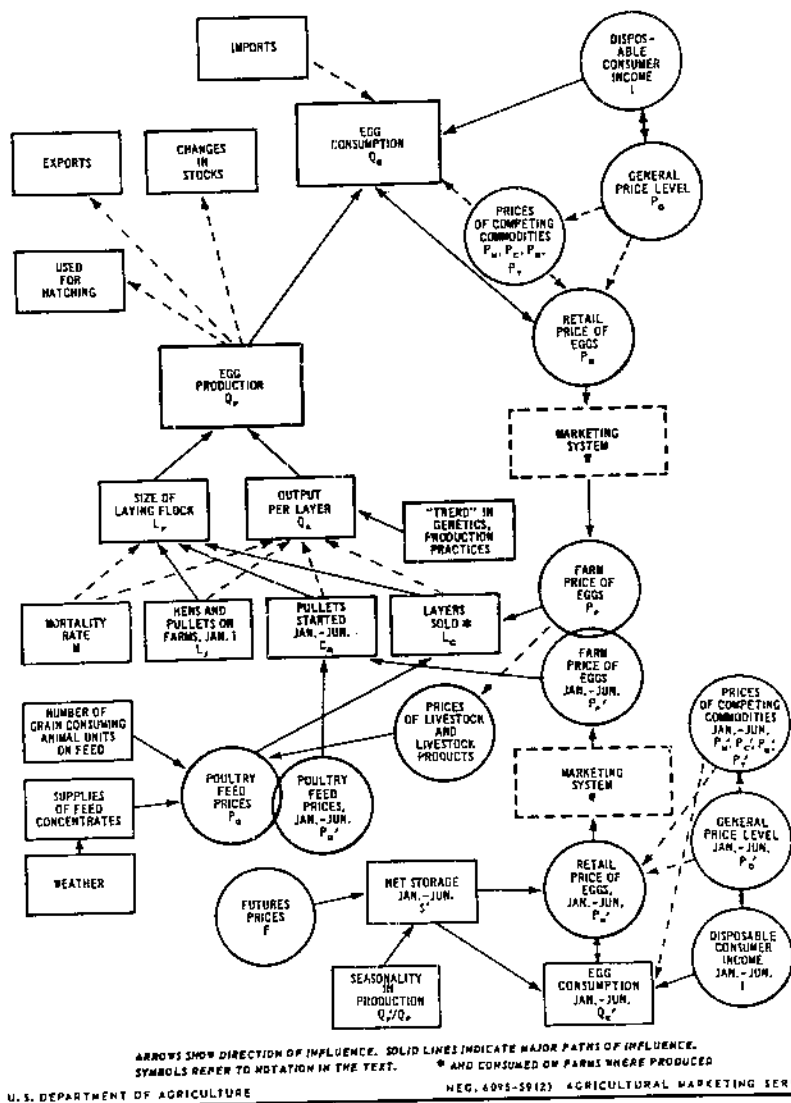 IMPORTS
DISPOS-
ABLE
CONSUMER
INCOME
I
EGG
CONSUMPTION
EXPORTS
CHANGES
IN
STOCKS
GENERAL
PRICE LEVEL
PRICES
OF COMPETING
COMMODITIES
USED
FOR
HATCHING
RETAIL
PRICE OF
EGGS
EGG
PRODUCTION
MARKETING
SYSTEM
SIZE OF
LAYING FLOCK
OUTPUT
PER LAYER
"TREND" IN
GENETICS,
PRODUCTION
PRACTICES
FARM
PRICE OF
EGGS
MORTALITY
RATE
M
HENS AND
PULLETS ON
FARMS, JAN. 1
PULLETS
STARTED
JAN.-JUN.
LAYERS
SOLD *
FARM
PRICE OF
EGGS
JAN.-JUN.
NUMBER OF
GRAIN CONSUMING
ANIMAL UNITS
ON FEED
PRICES
OF LIVESTOCK
AND
LIVESTOCK
PRODUCTS
PRICES
OF COMPETING
COMMODITIES
JAN.-JUN.
SUPPLIES
OF FEED
CONCENTRATES
POULTRY
FEED
PRICES
POULTRY
FEED
PRICES,
JAN.-JUN.
MARKETING
SYSTEM
GENERAL
PRICE LEVEL
JAN.-JUN.
WEATHER
FUTURES
PRICES
F
NET STORAGE
JAN.-JUN.
S'
RETAIL
PRICE OF
EGGS,
JAN.-JUN.
DISPOSABLE
CONSUMER
INCOME
JAN.-JUN.
SEASONALITY
IN
PRODUCTION
EGG
CONSUMPTION
JAN.-JUN.
ARROWS SHOW DIRECTION OF INFLUENCE. SOLID LINES INDICATE MAJOR PATHS OF INFLUENCE.
SYMBOLS REFER TO NOTATION IN THE TEXT. * AND CONSUMED ON FARMS WHERE PRODUCED
U. S. DEPARTMENT OF AGRICULTURE NEG. 6095-59(2) AGRICULTURAL MARKETING SER